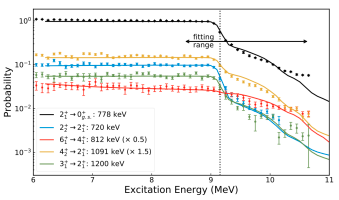 10⁰
10⁻¹
10⁻²
10⁻³
Probability
fitting
range
2₁⁺ → 0⁺g.s. : 778 keV
2₂⁺ → 2₁⁺ : 720 keV
6₁⁺ → 4₁⁺ : 812 keV (× 0.5)
4₂⁺ → 2₁⁺ : 1091 keV (× 1.5)
3₁⁺ → 2₁⁺ : 1200 keV
6 7 8 9 10 11
Excitation Energy (MeV)